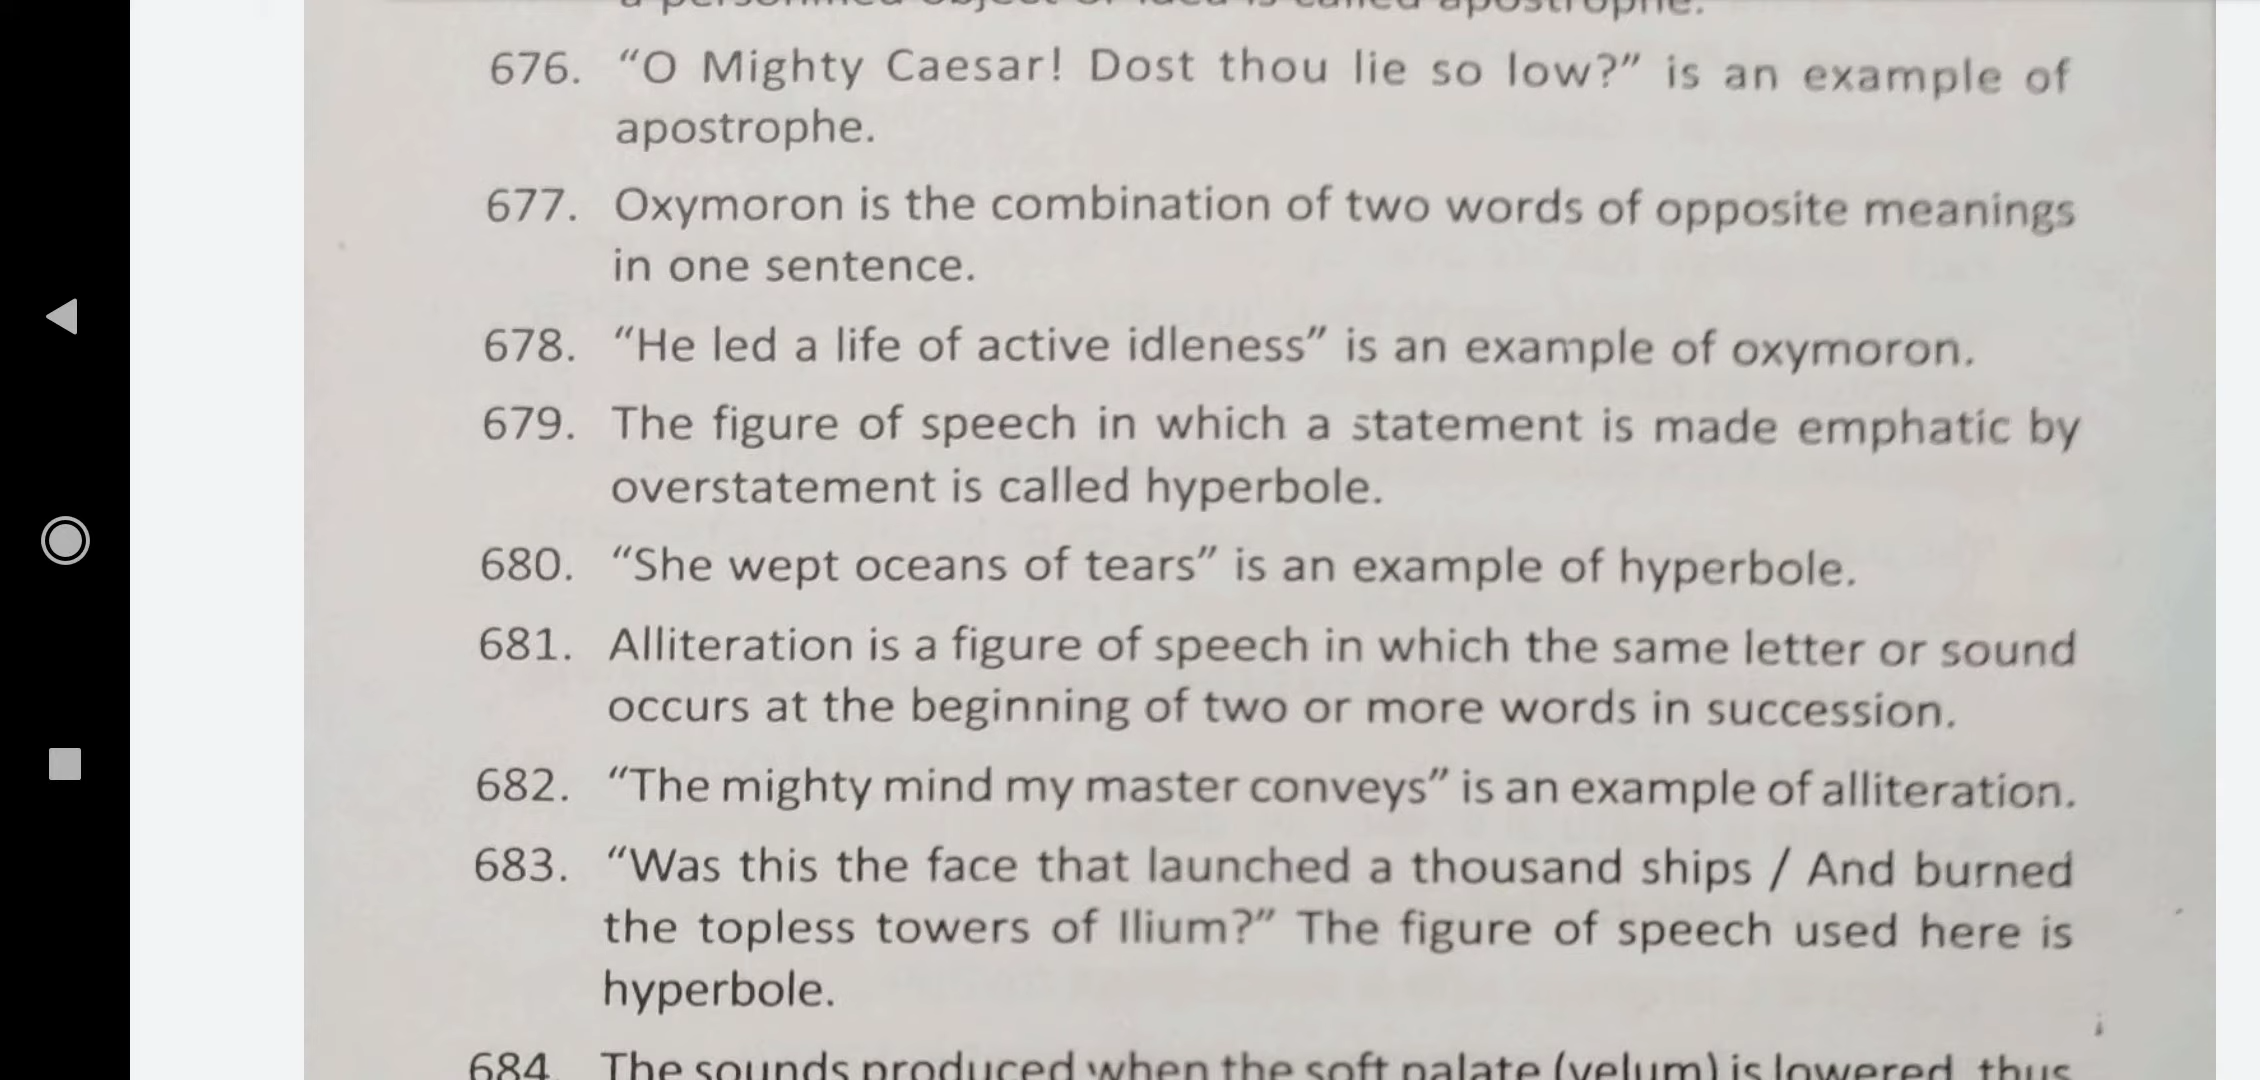 a personified object or idea is called apostrophe.
676. “O Mighty Caesar! Dost thou lie so low?” is an example of
apostrophe.
677. Oxymoron is the combination of two words of opposite meanings
in one sentence.
678. “He led a life of active idleness” is an example of oxymoron.
679. The figure of speech in which a statement is made emphatic by
overstatement is called hyperbole.
680. “She wept oceans of tears” is an example of hyperbole.
681. Alliteration is a figure of speech in which the same letter or sound
occurs at the beginning of two or more words in succession.
682. “The mighty mind my master conveys” is an example of alliteration.
683. “Was this the face that launched a thousand ships / And burned
the topless towers of Ilium?” The figure of speech used here is
hyperbole.
684. The sounds produced when the soft palate (velum) is lowered, thus